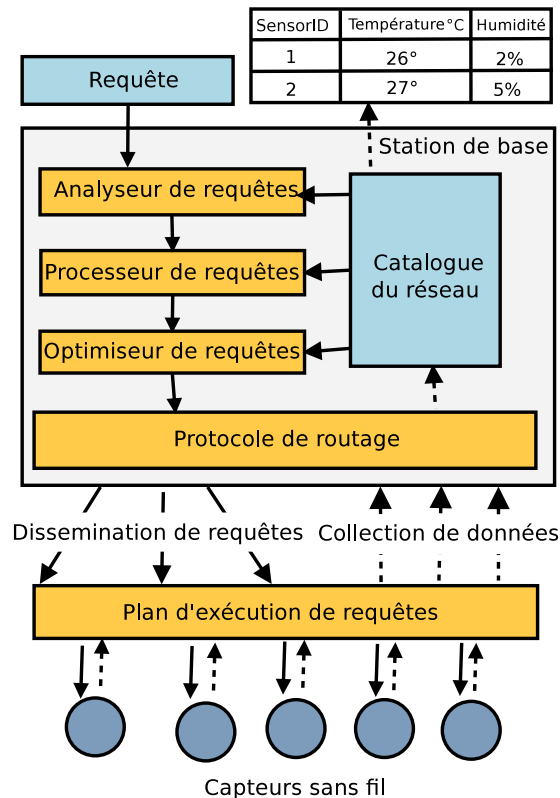 SensorID Température°C Humidité
1 26° 2%
2 27° 5%
Requête
Station de base
Analyseur de requêtes
Processeur de requêtes
Catalogue
du réseau
Optimiseur de requêtes
Protocole de routage
Dissemination de requêtes
Collection de données
Plan d'exécution de requêtes
Capteurs sans fil